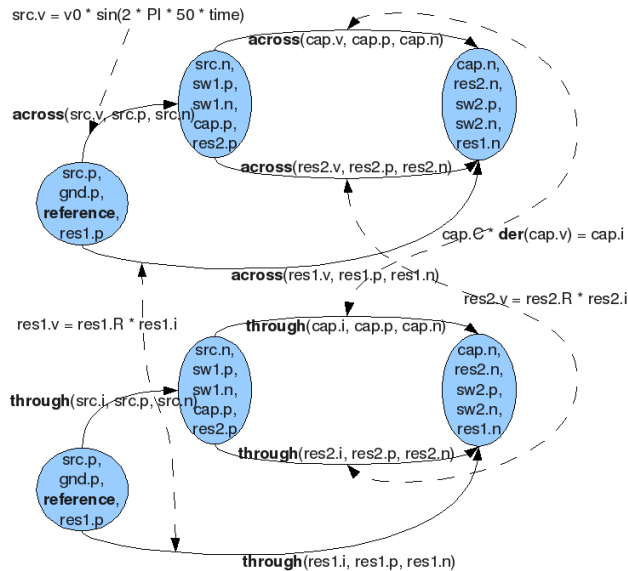 src.v = v0 * sin(2 * PI * 50 * time)
across(cap.v, cap.p, cap.n)
src.n,
sw1.p,
sw1.n,
cap.p,
res2.p
cap.n,
res2.n,
sw2.p,
sw2.n,
res1.n
across(src.v, src.p, src.n)
across(res2.v, res2.p, res2.n)
src.p,
gnd.p,
reference,
res1.p
cap.C * der(cap.v) = cap.i
across(res1.v, res1.p, res1.n)
res2.v = res2.R * res2.i
res1.v = res1.R * res1.i
through(cap.i, cap.p, cap.n)
src.n,
sw1.p,
sw1.n,
cap.p,
res2.p
cap.n,
res2.n,
sw2.p,
sw2.n,
res1.n
through(src.i, src.p, src.n)
through(res2.i, res2.p, res2.n)
src.p,
gnd.p,
reference,
res1.p
through(res1.i, res1.p, res1.n)